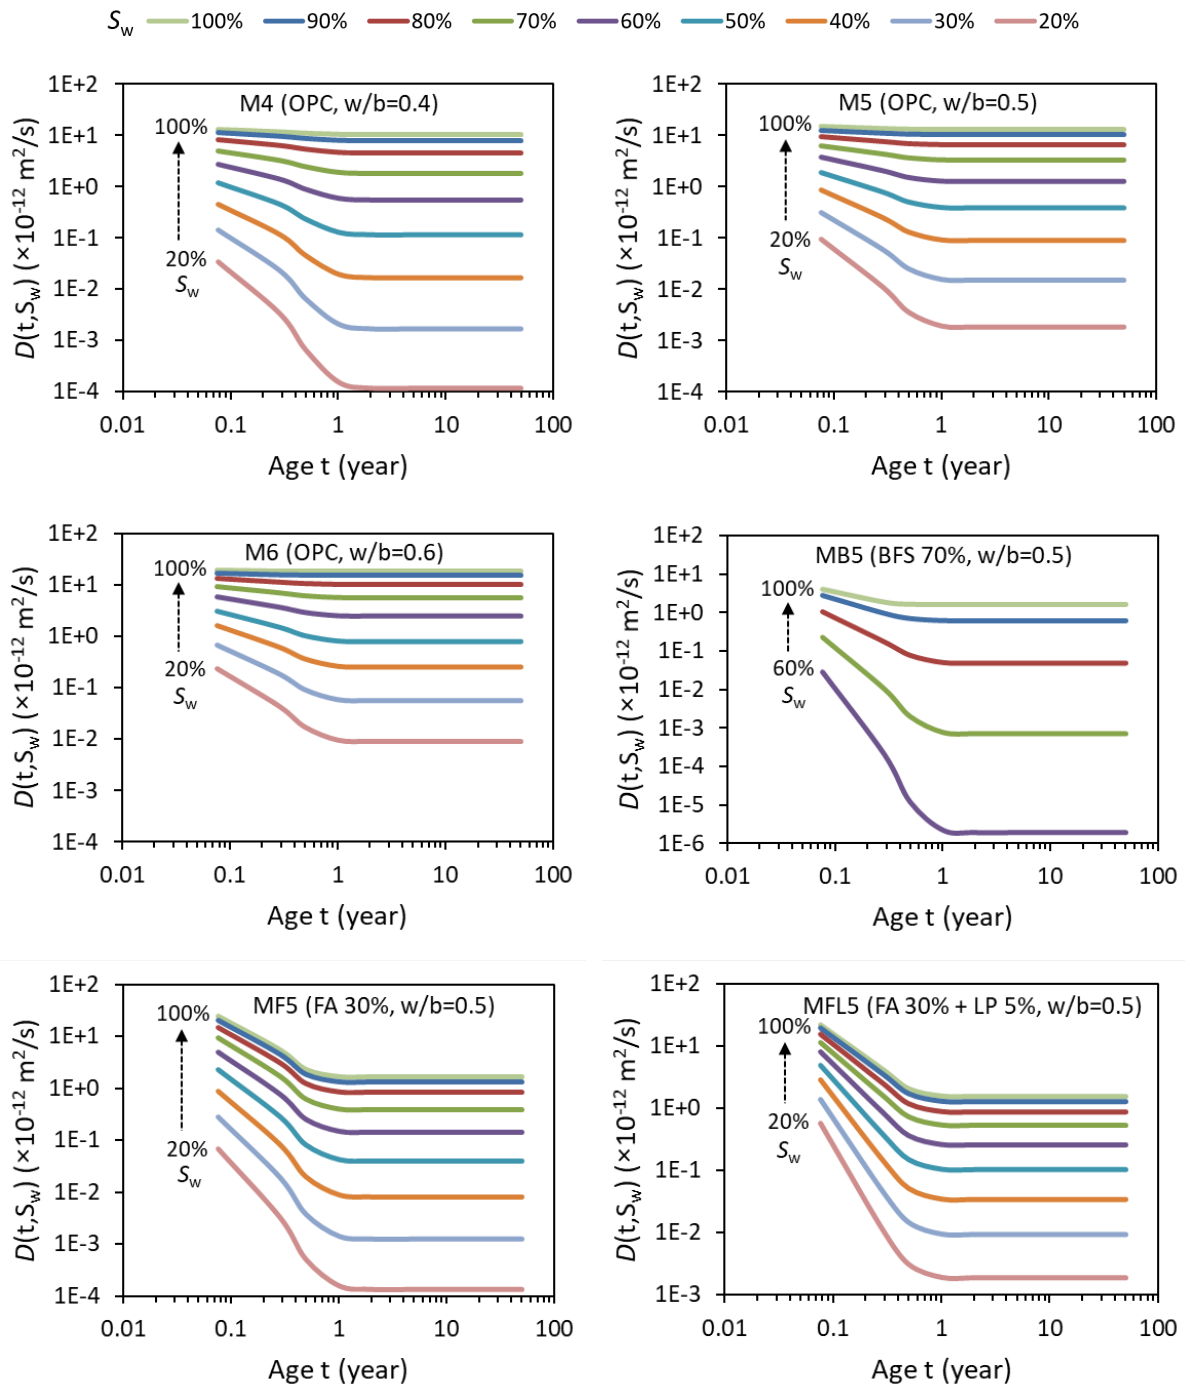 Sw 100% 90% 80% 70% 60% 50% 40% 30% 20%
M4 (OPC, w/b=0.4)
D(t,Sw) (×10-12 m2/s)
1E+2
1E+1
1E+0
1E-1
1E-2
1E-3
1E-4
100%
20%
Sw
0.01 0.1 1 10 100
Age t (year)
M5 (OPC, w/b=0.5)
D(t,Sw) (×10-12 m2/s)
1E+2
1E+1
1E+0
1E-1
1E-2
1E-3
1E-4
100%
20%
Sw
0.01 0.1 1 10 100
Age t (year)
M6 (OPC, w/b=0.6)
D(t,Sw) (×10-12 m2/s)
1E+2
1E+1
1E+0
1E-1
1E-2
1E-3
1E-4
100%
20%
Sw
0.01 0.1 1 10 100
Age t (year)
MB5 (BFS 70%, w/b=0.5)
D(t,Sw) (×10-12 m2/s)
1E+2
1E+1
1E+0
1E-1
1E-2
1E-3
1E-4
1E-5
1E-6
100%
60%
Sw
0.01 0.1 1 10 100
Age t (year)
MF5 (FA 30%, w/b=0.5)
D(t,Sw) (×10-12 m2/s)
1E+2
1E+1
1E+0
1E-1
1E-2
1E-3
1E-4
100%
20%
Sw
0.01 0.1 1 10 100
Age t (year)
MFL5 (FA 30% + LP 5%, w/b=0.5)
D(t,Sw) (×10-12 m2/s)
1E+2
1E+1
1E+0
1E-1
1E-2
1E-3
100%
20%
Sw
0.01 0.1 1 10 100
Age t (year)